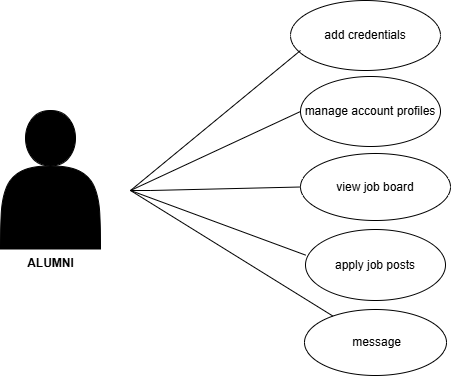 add credentials
manage account profiles
view job board
ALUMNI
apply job posts
message